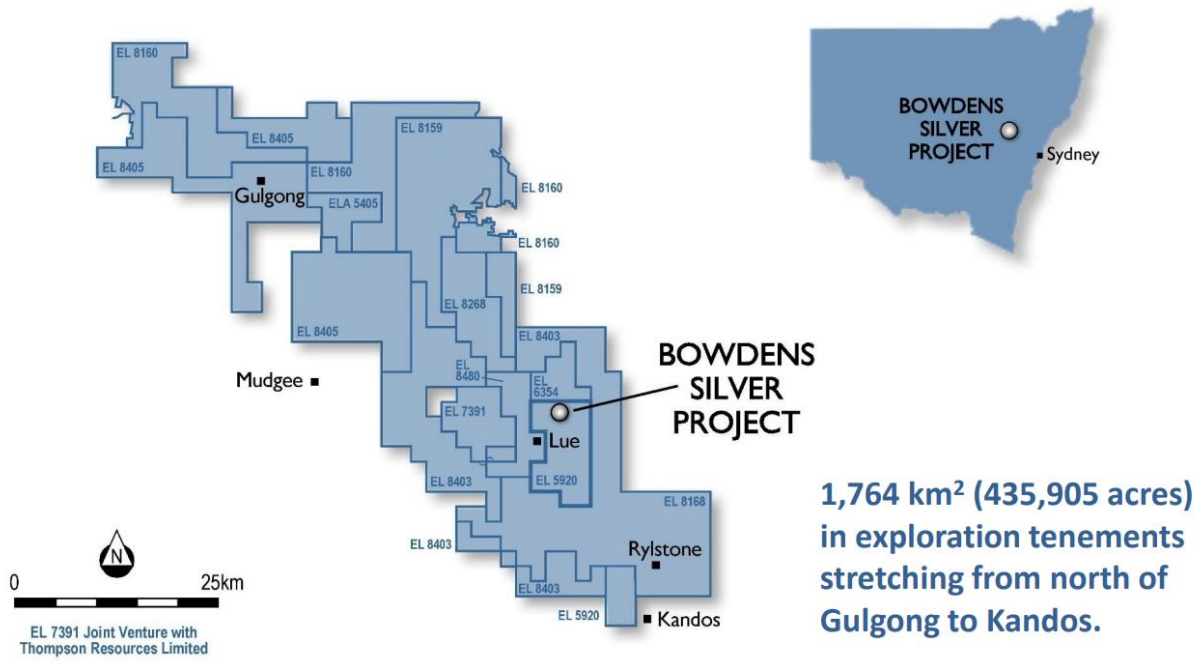 EL 8160
EL 8405
EL 8159
EL 8405
EL 8160
EL 8160
Gulgong
ELA 5405
EL 8160
EL 8159
EL 8268
EL 8405
EL 8403
Mudgee
EL
8480
EL
6354
EL 7391
Lue
EL 8403
EL 5920
EL 8168
EL 8403
Rylstone
EL 8403
EL 5920
Kandos
BOWDENS
SILVER
PROJECT
BOWDENS
SILVER
PROJECT
Sydney
N
0 25km
EL 7391 Joint Venture with
Thompson Resources Limited
1,764 km² (435,905 acres)
in exploration tenements
stretching from north of
Gulgong to Kandos.